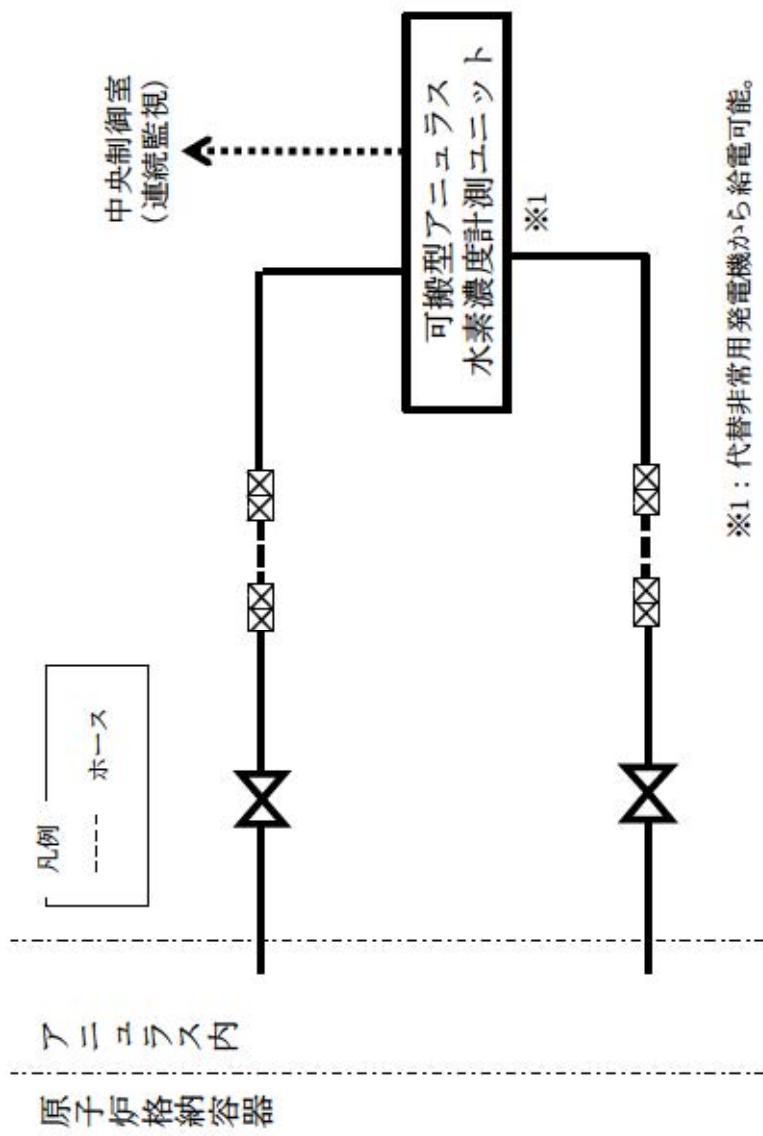 原子炉格納容器
アニュラス内
凡例
ホース
中央制御室
(連続監視)
可搬型アニュラス
水素濃度計測ユニット
※1
※1：代替非常用発電機から給電可能。